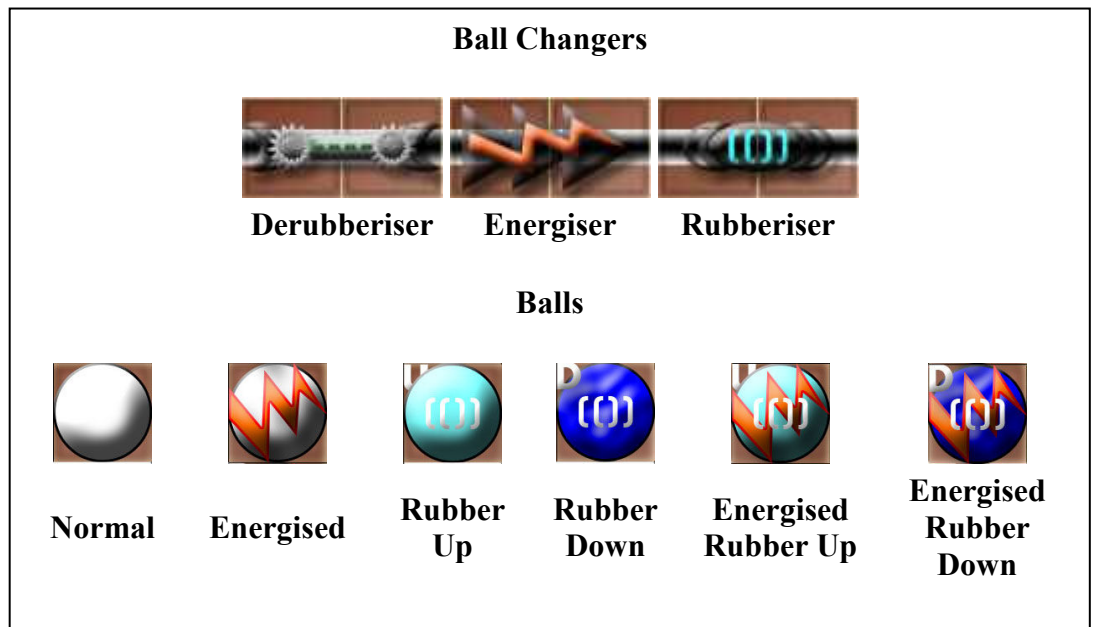 Ball Changers
Derubberiser Energiser Rubberiser
Balls
U D U D
Normal Energised Rubber Up Rubber Down Energised Rubber Up Energised Rubber Down